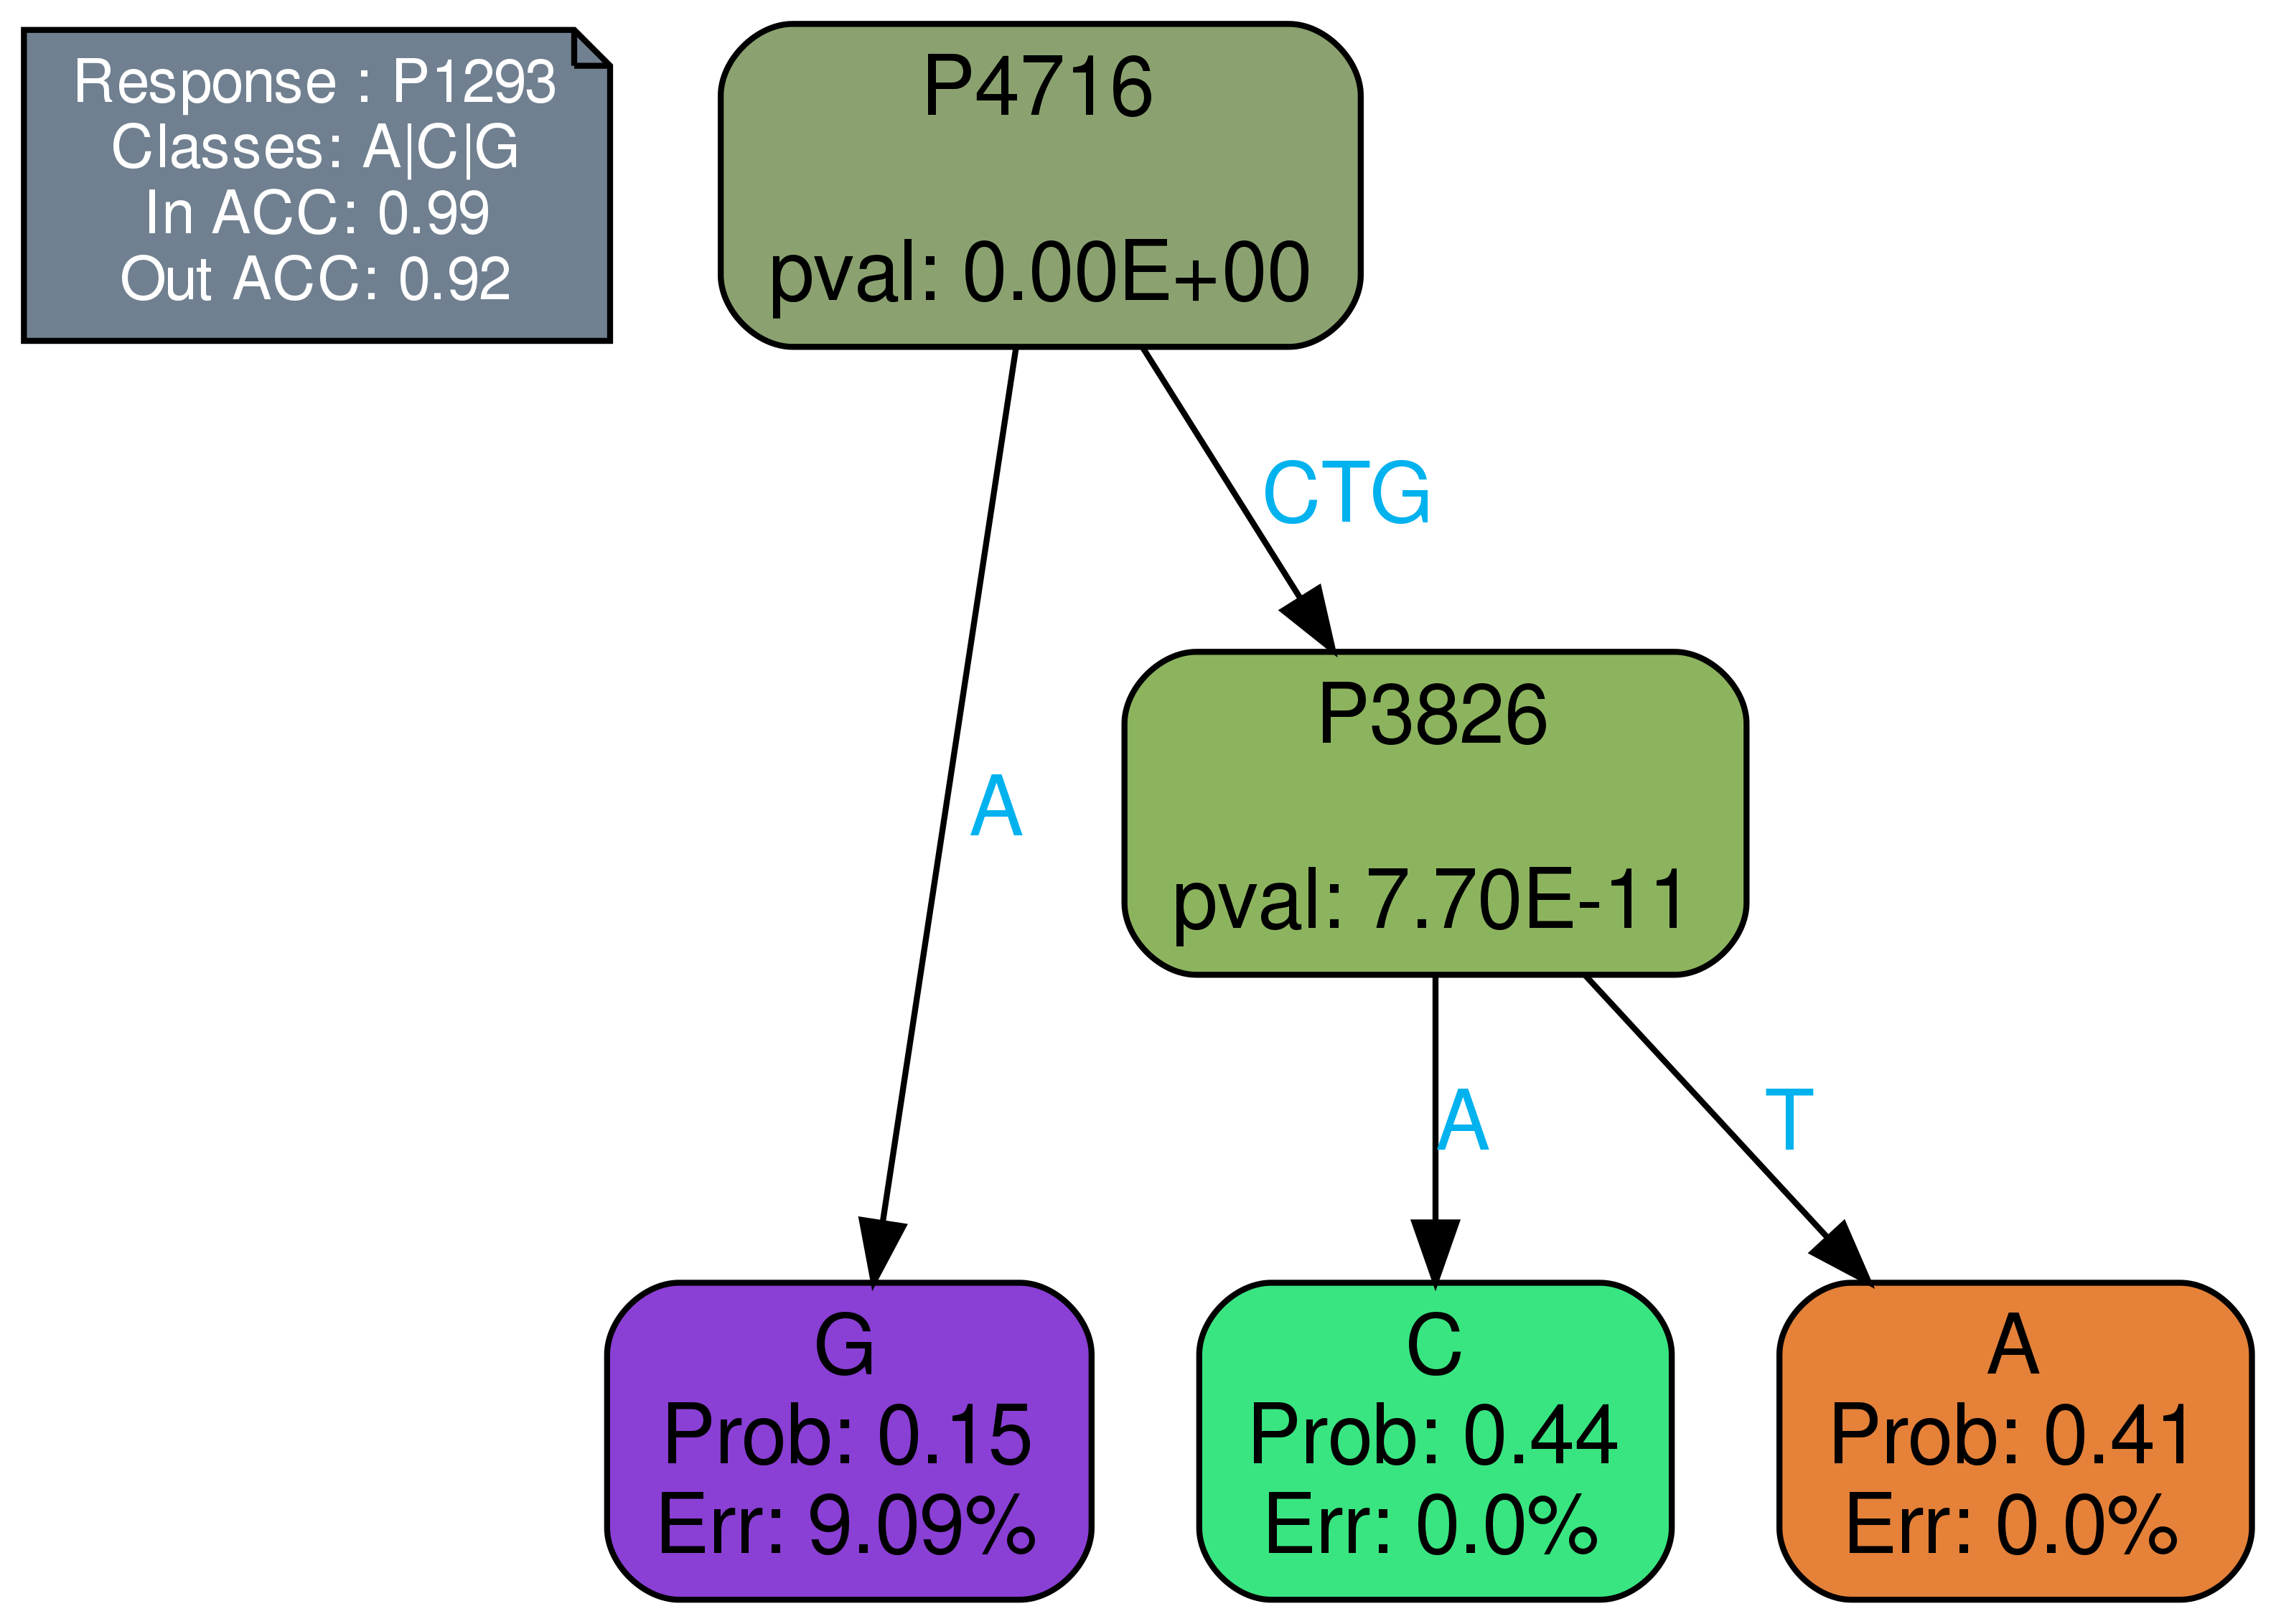 Response : P1293
Classes: A|C|G
In ACC: 0.99
Out ACC: 0.92
P4716
pval: 0.00E+00
CTG
P3826
pval: 7.70E-11
A
A
T
G
Prob: 0.15
Err: 9.09%
C
Prob: 0.44
Err: 0.0%
A
Prob: 0.41
Err: 0.0%